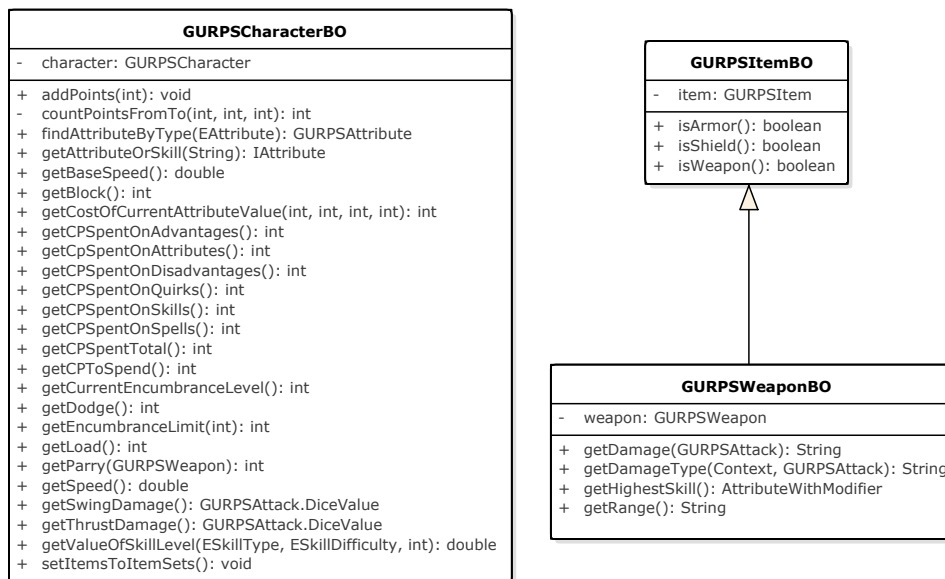 GURPSCharacterBO
- character: GURPSCharacter
+ addPoints(int): void
- countPointsFromTo(int, int, int): int
+ findAttributeByType(EAttribute): GURPSAttribute
+ getAttributeOrSkill(String): IAttribute
+ getBaseSpeed(): double
+ getBlock(): int
+ getCostOfCurrentAttributeValue(int, int, int, int): int
+ getCPSpentOnAdvantages(): int
+ getCpSpentOnAttributes(): int
+ getCPSpentOnDisadvantages(): int
+ getCPSpentOnQuirks(): int
+ getCPSpentOnSkills(): int
+ getCPSpentOnSpells(): int
+ getCPSpentTotal(): int
+ getCPToSpend(): int
+ getCurrentEncumbranceLevel(): int
+ getDodge(): int
+ getEncumbranceLimit(int): int
+ getLoad(): int
+ getParry(GURPSWeapon): int
+ getSpeed(): double
+ getSwingDamage(): GURPSAttack.DiceValue
+ getThrustDamage(): GURPSAttack.DiceValue
+ getValueOfSkillLevel(ESkillType, ESkillDifficulty, int): double
+ setItemsToItemSets(): void
GURPSItemBO
- item: GURPSItem
+ isArmor(): boolean
+ isShield(): boolean
+ isWeapon(): boolean
GURPSWeaponBO
- weapon: GURPSWeapon
+ getDamage(GURPSAttack): String
+ getDamageType(Context, GURPSAttack): String
+ getHighestSkill(): AttributeWithModifier
+ getRange(): String